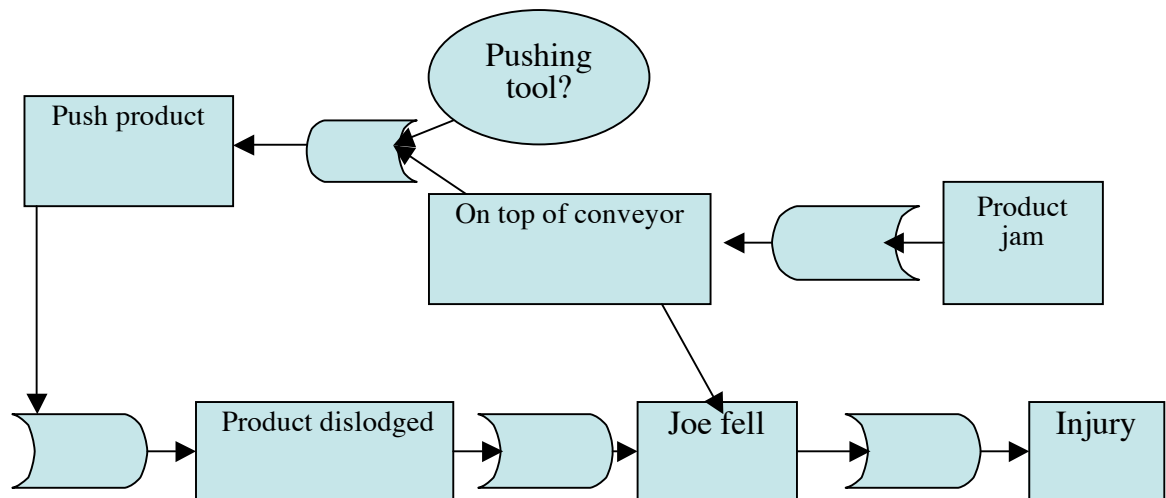 Pushing
tool?
Push product
On top of conveyor
Product
jam
Product dislodged
Joe fell
Injury